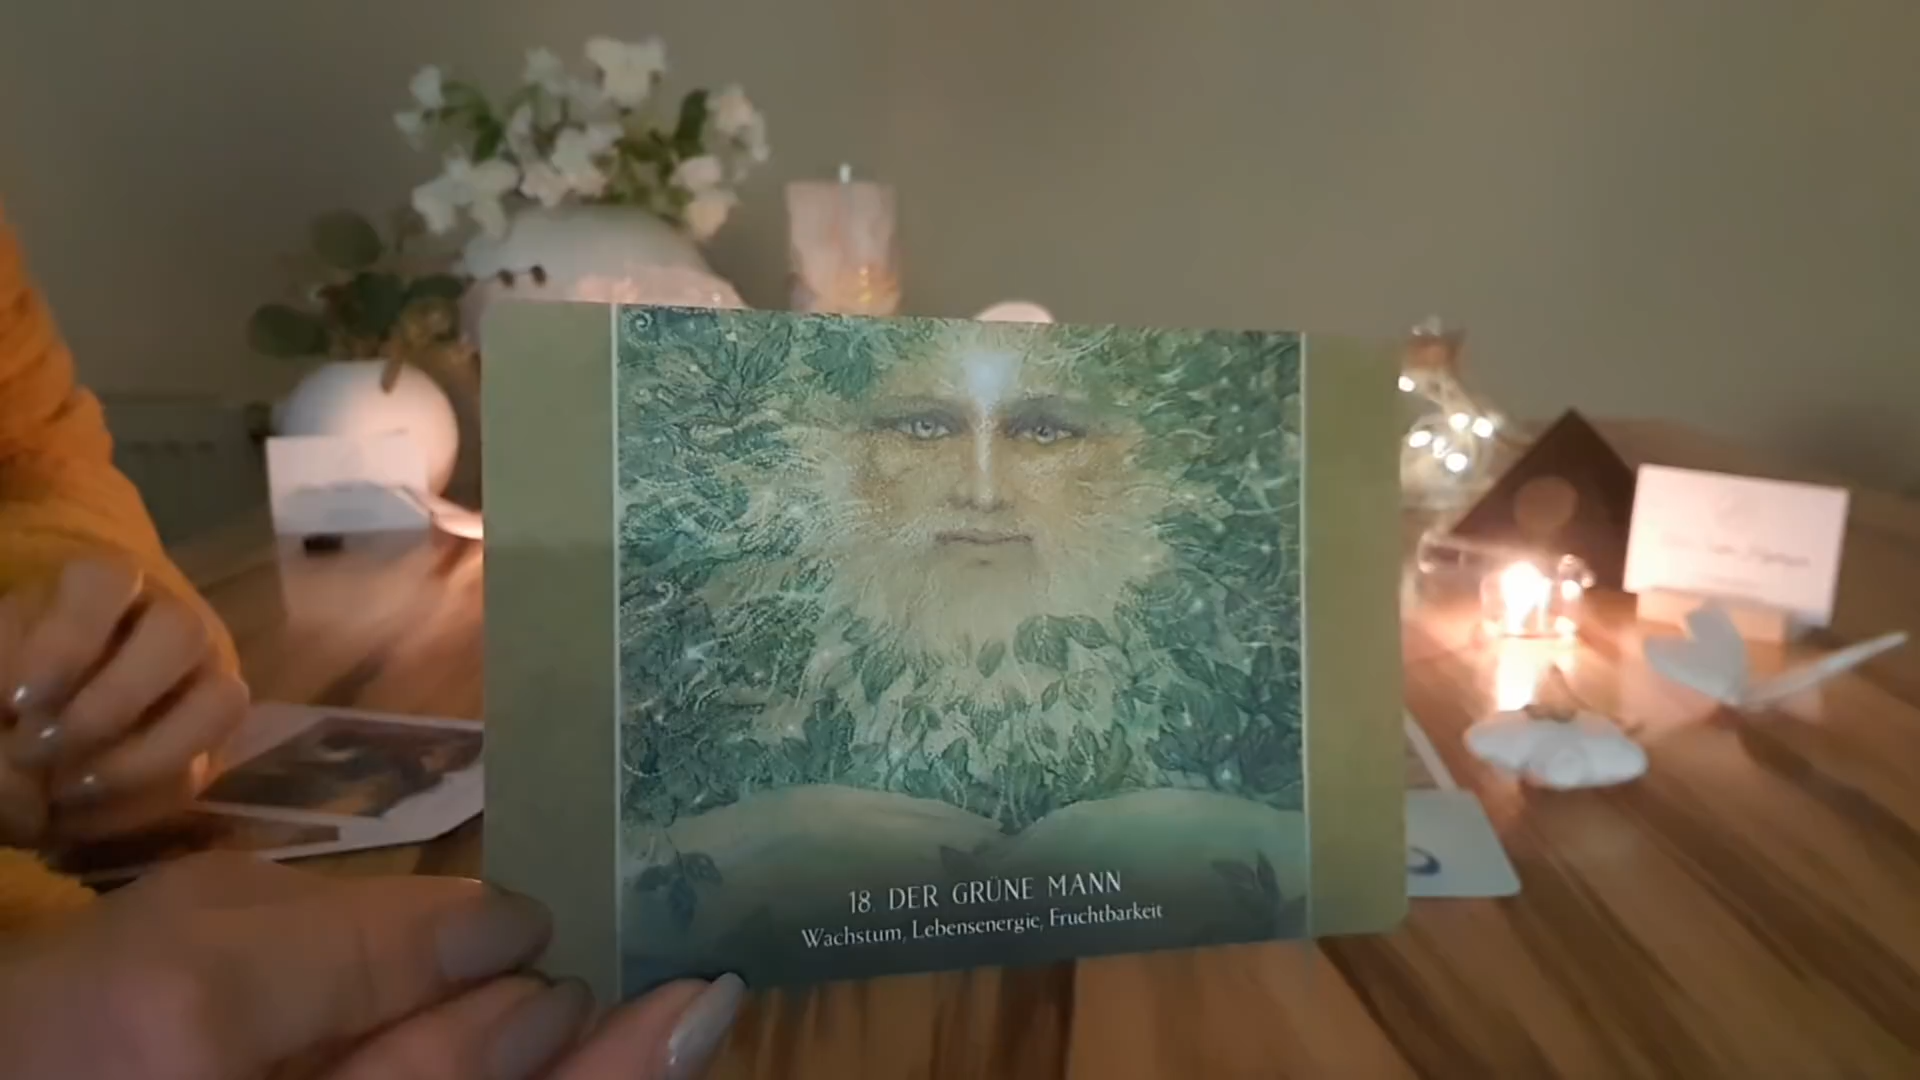 18. DER GRÜNE MANN
Wachstum, Lebensenergie, Fruchtbarkeit